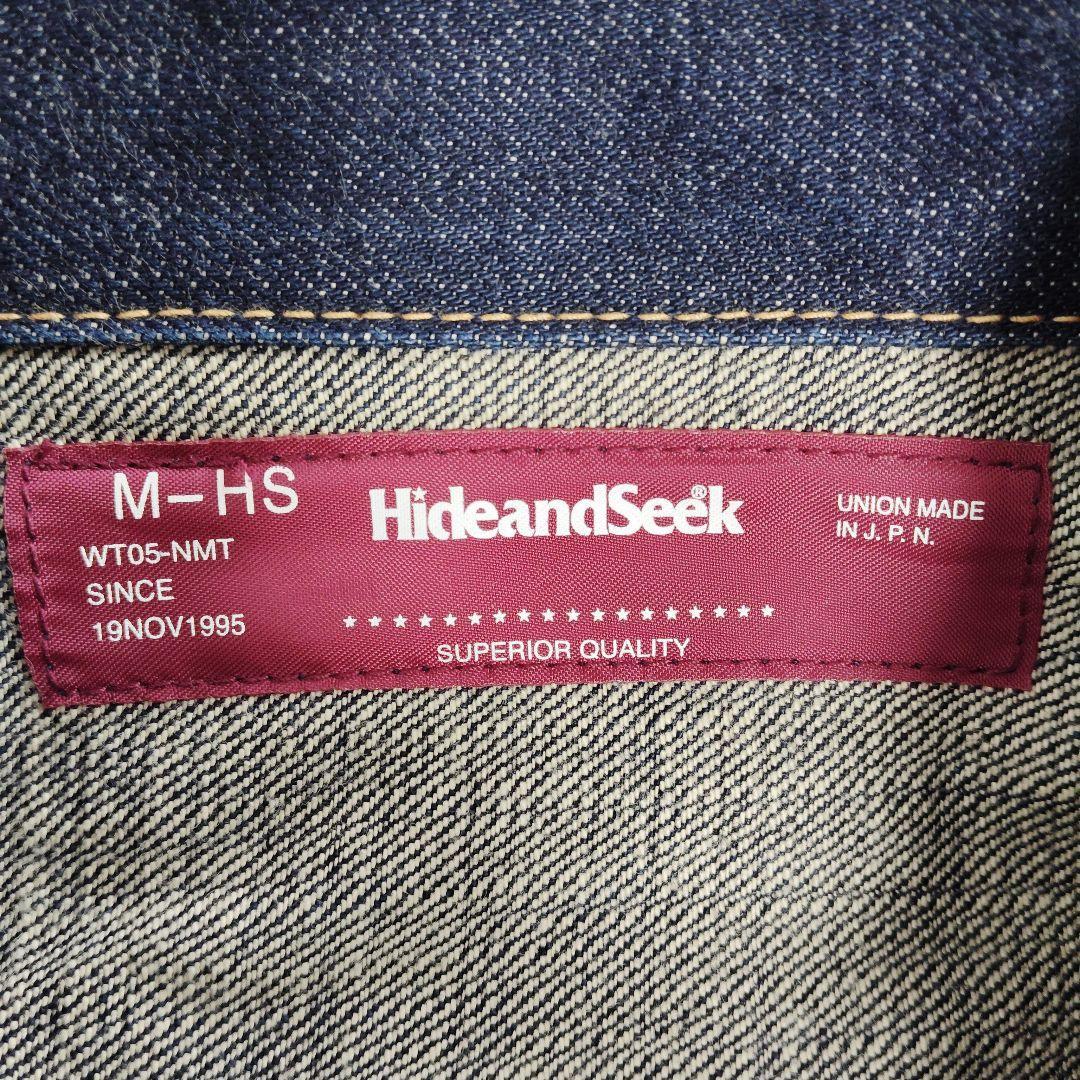 M-HS
WT05-NMT
SINCE
19NOV1995
HideandSeek®
★★★★★★★★★★★★★★★★★★
SUPERIOR QUALITY
UNION MADE
IN J. P. N.